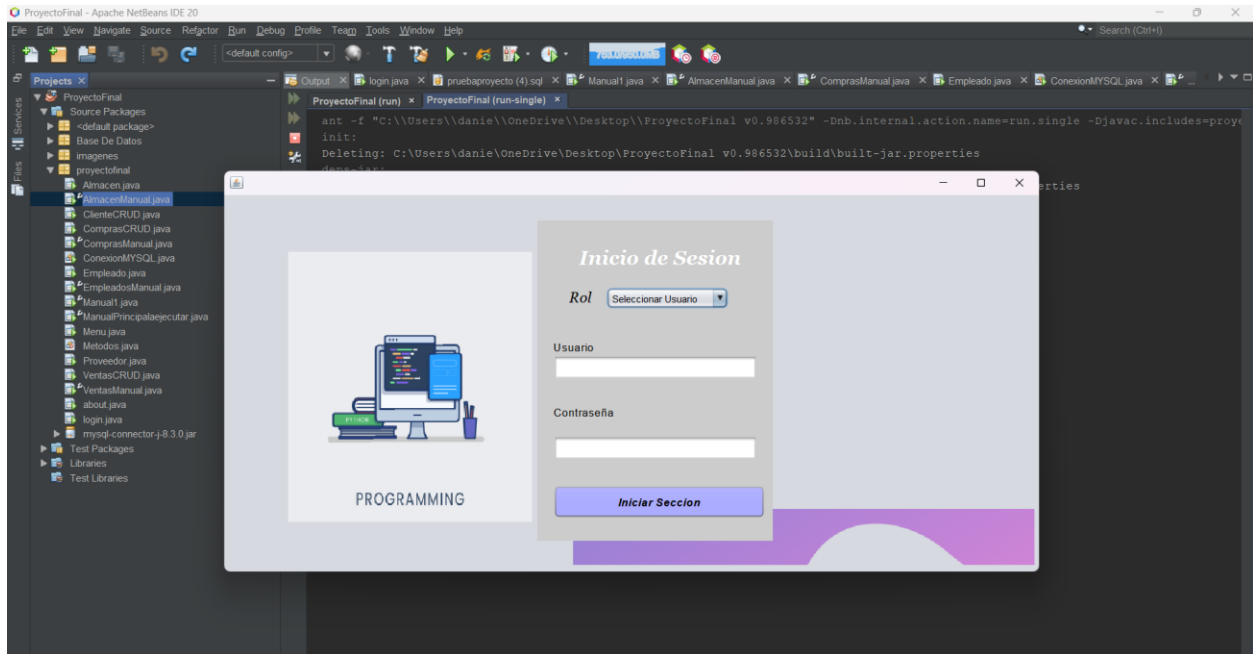 ProyectoFinal - Apache NetBeans IDE 20
File Edit View Navigate Source Refactor Run Debug Profile Team Tools Window Help
Search (Ctrl+I)
<default config>
Projects
Output
login.java
pruebaproyecto (4).sql
Manual1.java
AlmacenManual.java
ComprasManual.java
Empleado.java
ConexionMYSQL.java
Services
Files
ProyectoFinal
Source Packages
<default package>
Base De Datos
imagenes
proyectofinal
Almacen.java
AlmacenManual.java
ClienteCRUD.java
ComprasCRUD.java
ComprasManual.java
ConexionMYSQL.java
Empleado.java
EmpleadosManual.java
Manual1.java
ManualPrincipalaejecutar.java
Menu.java
Metodos.java
Proveedor.java
VentasCRUD.java
VentasManual.java
about.java
login.java
mysql-connector-j-8.3.0.jar
Test Packages
Libraries
Test Libraries
ProyectoFinal (run) ProyectoFinal (run-single)
ant -f "C:\\Users\\danie\\OneDrive\\Desktop\\ProyectoFinal v0.986532" -Dnb.internal.action.name=run.single -Djavac.includes=proye
init:
Deleting: C:\Users\danie\OneDrive\Desktop\ProyectoFinal v0.986532\build\built-jar.properties
deps-jar:
erties
Inicio de Sesion
Rol Seleccionar Usuario
Usuario
Contraseña
Iniciar Seccion
PYTHON
PROGRAMMING